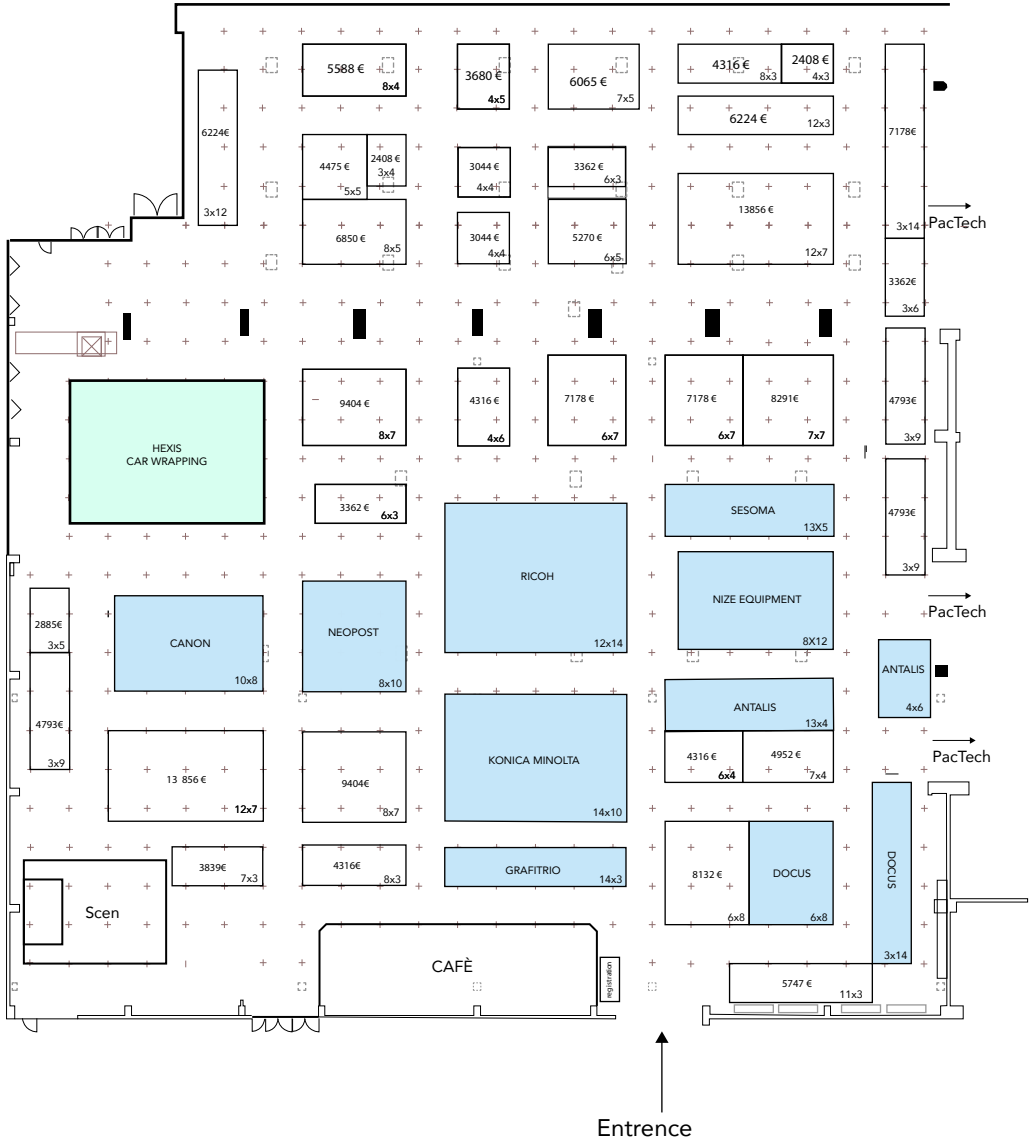 5588 €
8x4
3680 €
4x5
6065 €
7x5
4316 €
8x3
2408 €
4x3
6224€
3x12
6224 €
12x3
7178€
3x14
4475 €
5x5
2408 €
3x4
3044 €
4x4
3362 €
6x3
13856 €
12x7
PacTech
6850 €
8x5
3044 €
4x4
5270 €
6x5
3362€
3x6
HEXIS
CAR WRAPPING
9404 €
8x7
4316 €
4x6
7178 €
6x7
7178 €
6x7
8291€
7x7
4793€
3x9
3362 €
6x3
RICOH
12x14
SESOMA
13X5
4793€
3x9
2885€
3x5
CANON
10x8
NEOPOST
8x10
NIZE EQUIPMENT
8X12
PacTech
4793€
3x9
ANTALIS
4x6
ANTALIS
13x4
13 856 €
12x7
9404€
8x7
KONICA MINOLTA
14x10
4316 €
6x4
4952 €
7x4
PacTech
3839€
7x3
4316€
8x3
GRAFITRIO
14x3
8132 €
6x8
DOCUS
6x8
DOCUS
3x14
Scen
CAFÈ
registration
5747 €
11x3
Entrence